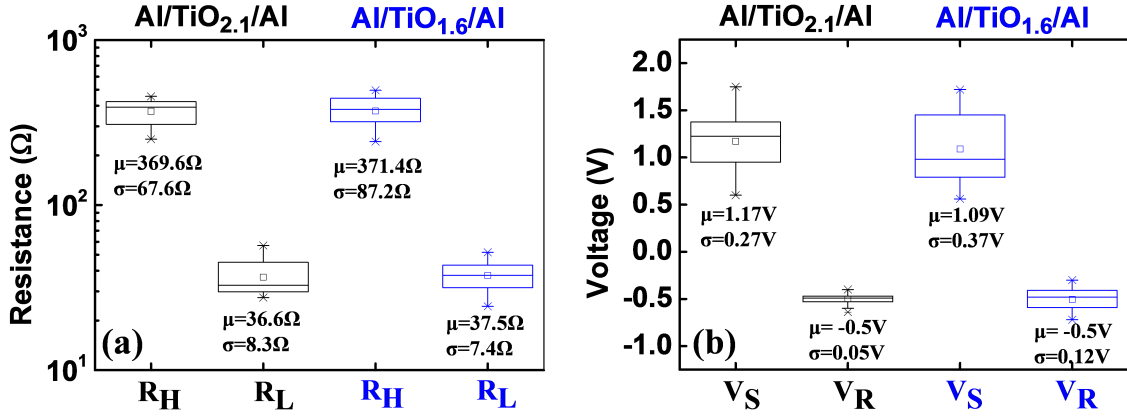 Al/TiO2.1/Al Al/TiO1.6/Al
10³
10²
10¹
Resistance (Ω)
μ=369.6Ω
σ=67.6Ω
μ=36.6Ω
σ=8.3Ω
μ=371.4Ω
σ=87.2Ω
μ=37.5Ω
σ=7.4Ω
(a)
RH RL RH RL
Al/TiO2.1/Al Al/TiO1.6/Al
2.0
1.5
1.0
0.5
0.0
-0.5
-1.0
Voltage (V)
μ=1.17V
σ=0.27V
μ= -0.5V
σ=0.05V
μ=1.09V
σ=0.37V
μ= -0.5V
σ=0.12V
(b)
VS VR VS VR